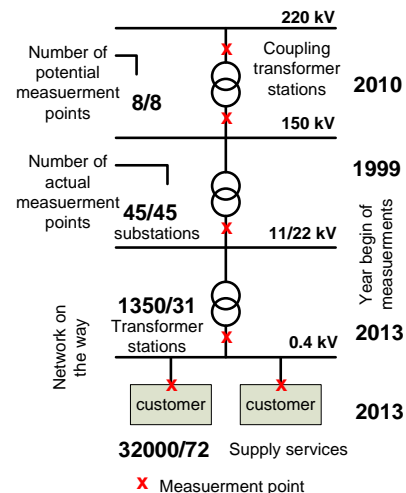 220 kV
Number of
potential
measuerment
points
8/8
Coupling
transformer
stations
2010
150 kV
Number of
actual
measuerment
points
1999
45/45
substations
11/22 kV
Year begin of
measuerments
1350/31
Transformer
stations
Network on
the way
0.4 kV
2013
X
customer
X
customer
2013
32000/72 Supply services
X Measuerment point